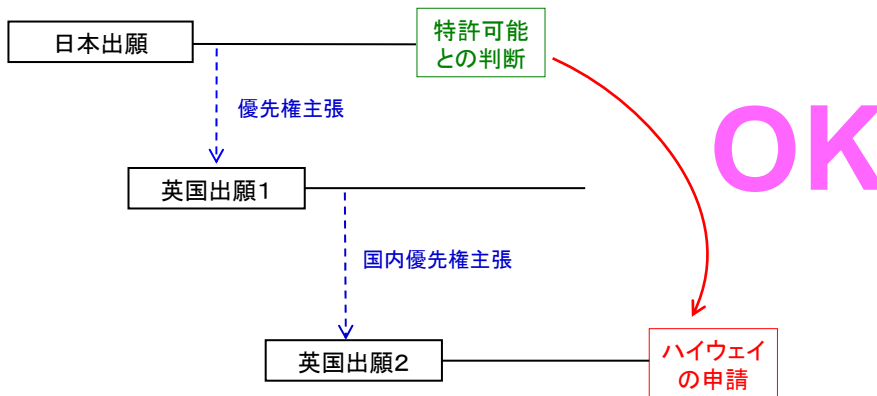 日本出願
特許可能
との判断
優先権主張
OK
英国出願1
国内優先権主張
英国出願2
ハイウェイ
の申請